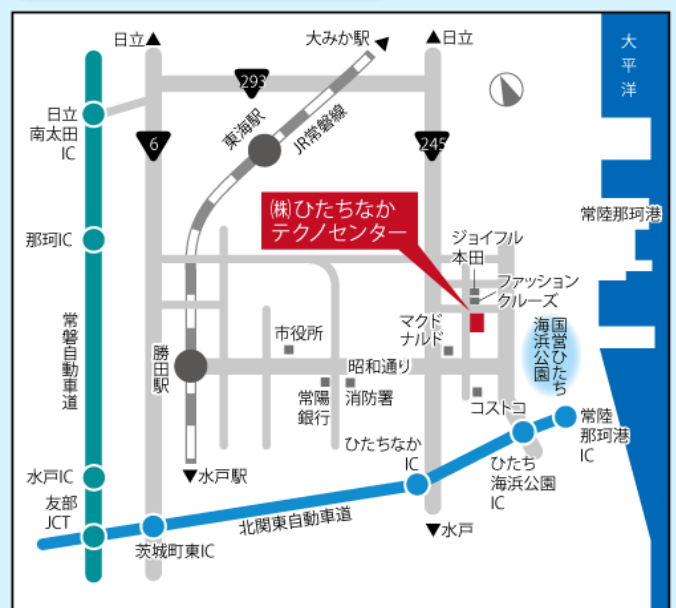 日立▲
大みか駅▲
▲日立
大平洋
293
日立
南太田
IC
6
東海駅
JR常磐線
245
㈱ひたちなか
テクノセンター
常陸那珂港
那珂IC
ジョイフル
本田
ファッション
クルーズ
常磐自動車道
勝田駅
市役所
マクド
ナルド
国営ひたち
海浜公園
昭和通り
常陽
銀行
消防署
コストコ
常陸
那珂港
IC
ひたちなか
IC
ひたち
海浜公園
IC
水戸IC
▼水戸駅
友部
JCT
北関東自動車道
▼水戸
茨城町東IC